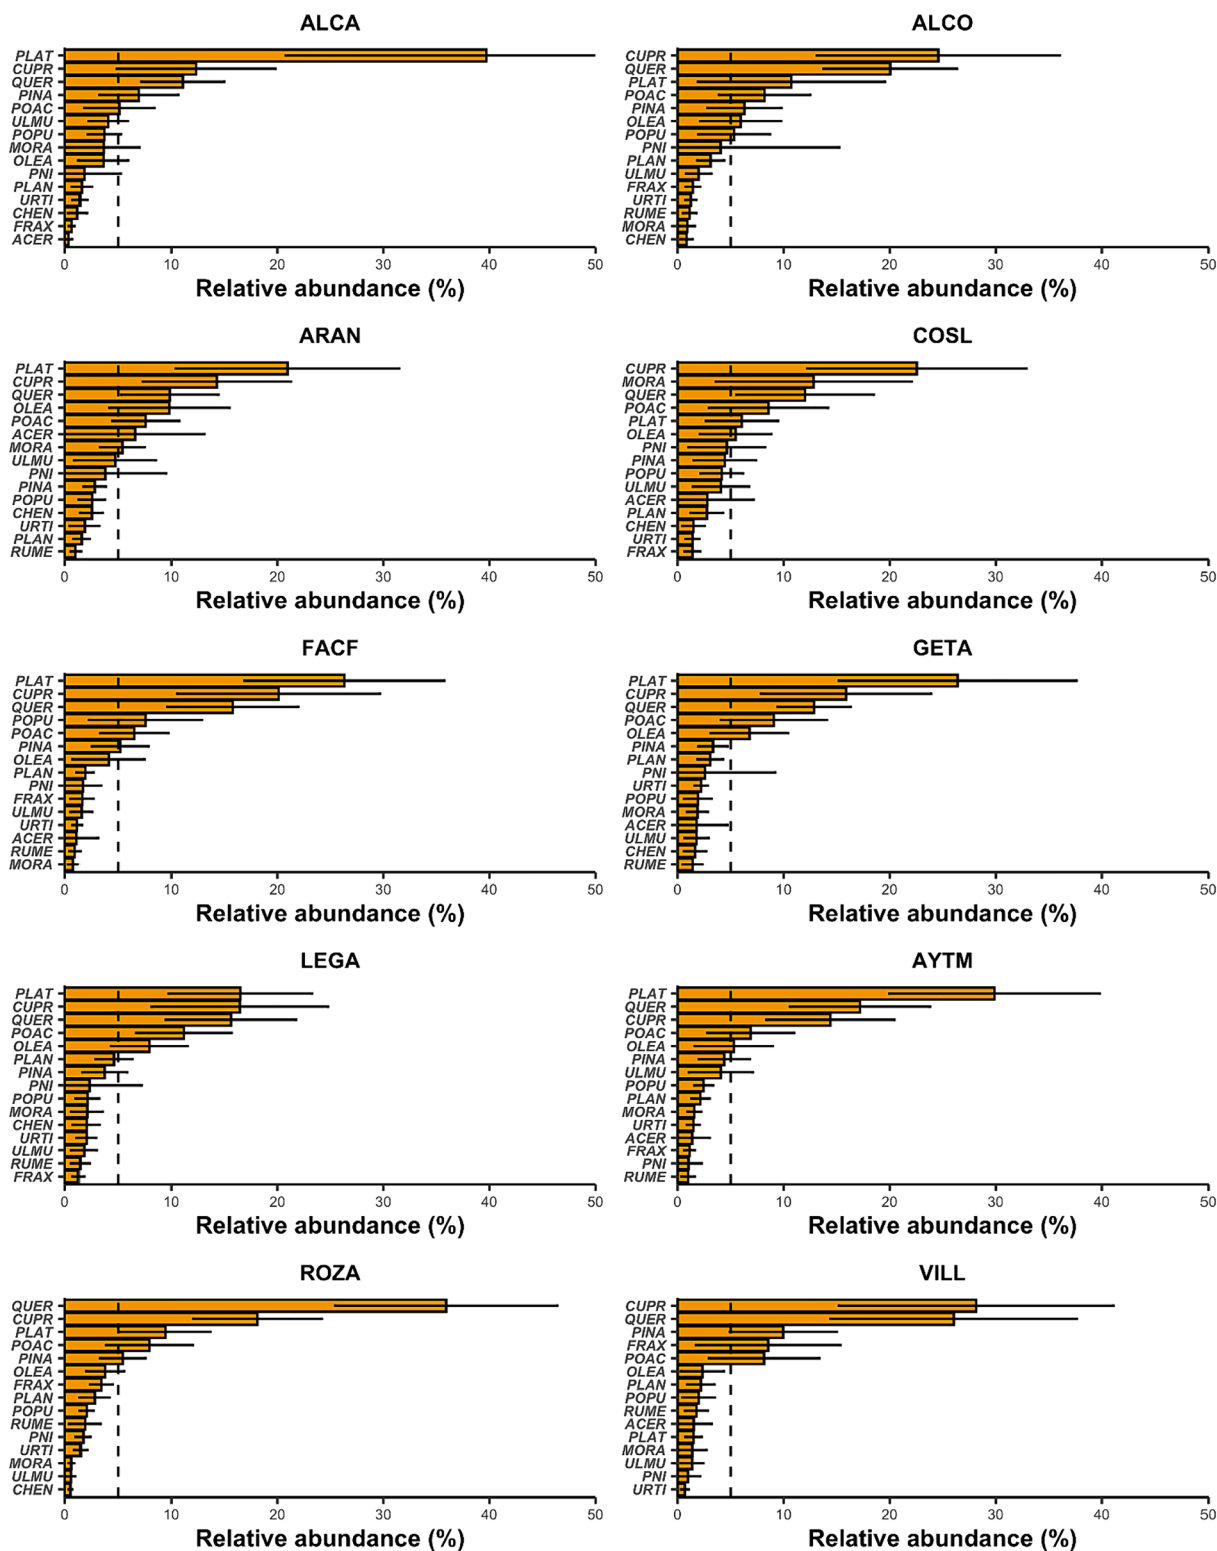 ALCA
PLAT
CUPR
QUER
PINA
POAC
ULMU
POPU
MORA
OLEA
PNI
PLAN
URTI
CHEN
FRAX
ACER
0 10 20 30 40 50
Relative abundance (%)
ALCO
CUPR
QUER
PLAT
POAC
PINA
OLEA
POPU
PNI
PLAN
ULMU
FRAX
URTI
RUME
MORA
CHEN
0 10 20 30 40 50
Relative abundance (%)
ARAN
PLAT
CUPR
QUER
OLEA
POAC
ACER
MORA
ULMU
PNI
PINA
POPU
CHEN
URTI
PLAN
RUME
0 10 20 30 40 50
Relative abundance (%)
COSL
CUPR
MORA
QUER
POAC
PLAT
OLEA
PNI
PINA
POPU
ULMU
ACER
PLAN
CHEN
URTI
FRAX
0 10 20 30 40 50
Relative abundance (%)
FACF
PLAT
CUPR
QUER
POPU
POAC
PINA
OLEA
PLAN
PNI
FRAX
ULMU
URTI
ACER
RUME
MORA
0 10 20 30 40 50
Relative abundance (%)
GETA
PLAT
CUPR
QUER
POAC
OLEA
PINA
PLAN
PNI
URTI
POPU
MORA
ACER
ULMU
CHEN
RUME
0 10 20 30 40 50
Relative abundance (%)
LEGA
PLAT
CUPR
QUER
POAC
OLEA
PLAN
PINA
PNI
POPU
MORA
CHEN
URTI
ULMU
RUME
FRAX
0 10 20 30 40 50
Relative abundance (%)
AYTM
PLAT
QUER
CUPR
POAC
OLEA
PINA
ULMU
POPU
PLAN
MORA
URTI
ACER
FRAX
PNI
RUME
0 10 20 30 40 50
Relative abundance (%)
ROZA
QUER
CUPR
PLAT
POAC
PINA
OLEA
FRAX
PLAN
POPU
RUME
PNI
URTI
MORA
ULMU
CHEN
0 10 20 30 40 50
Relative abundance (%)
VILL
CUPR
QUER
PINA
FRAX
POAC
OLEA
PLAN
POPU
RUME
ACER
PLAT
MORA
ULMU
PNI
URTI
0 10 20 30 40 50
Relative abundance (%)